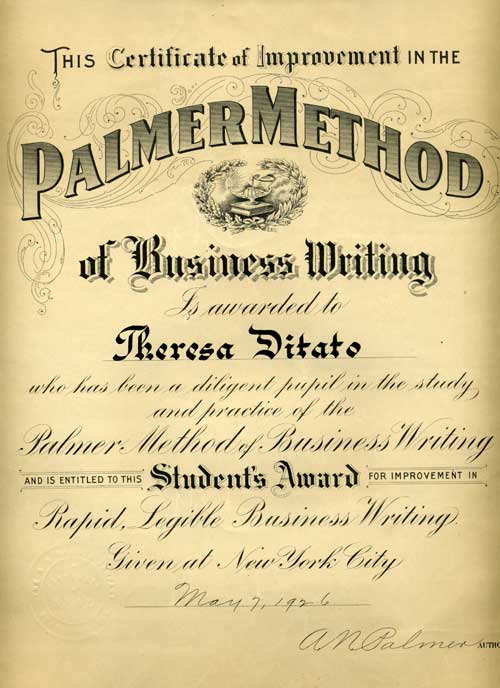 THIS Certificate of Improvement IN THE
PALMER METHOD
of Business Writing
Is awarded to
Theresa Ditato
who has been a diligent pupil in the study
and practice of the
Palmer Method of Business Writing
AND IS ENTITLED TO THIS Student's Award FOR IMPROVEMENT IN
Rapid, Legible Business Writing.
Given at New York City
May 7, 1926
A N Palmer